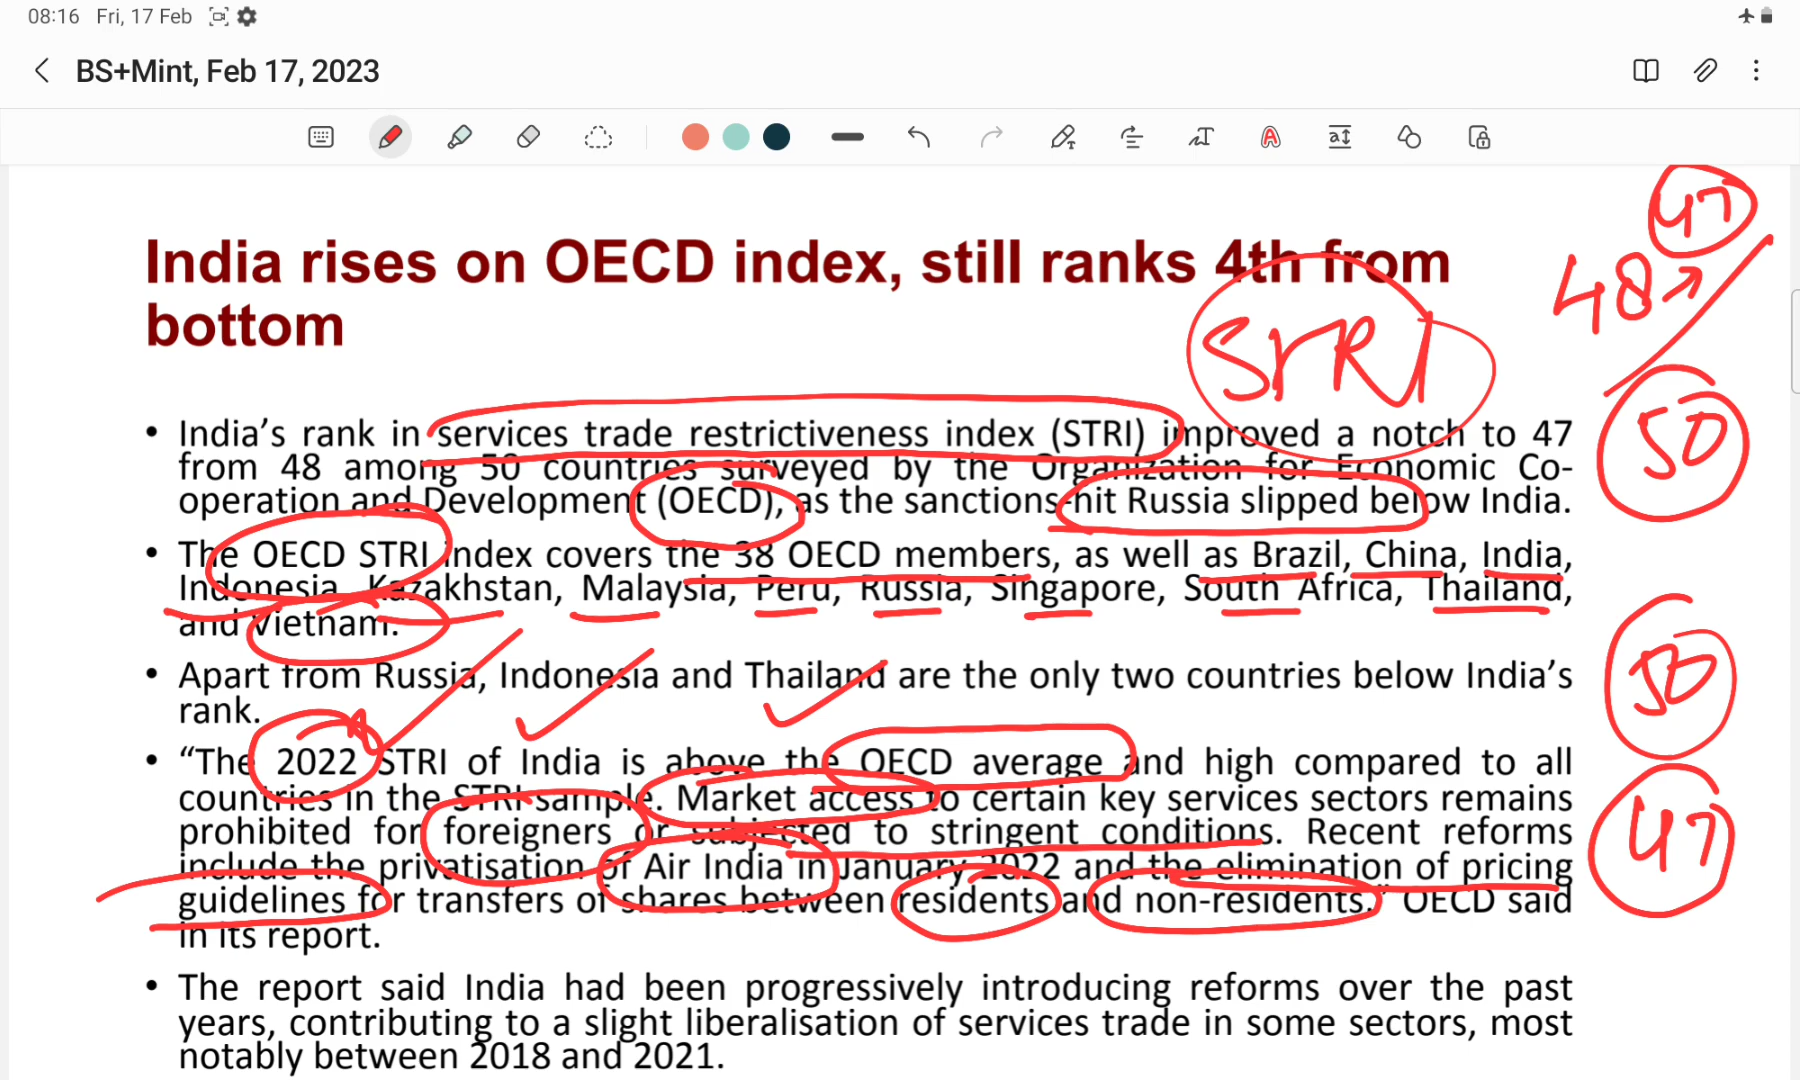 08:16 Fri, 17 Feb
BS+Mint, Feb 17, 2023
India rises on OECD index, still ranks 4th from
bottom
47
48
STRI
50
• India’s rank in services trade restrictiveness index (STRI) improved a notch to 47
from 48 among 50 countries surveyed by the Organization for Economic Co-
operation and Development (OECD), as the sanctions-hit Russia slipped below India.
• The OECD STRI index covers the 38 OECD members, as well as Brazil, China, India,
Indonesia, Kazakhstan, Malaysia, Peru, Russia, Singapore, South Africa, Thailand,
and Vietnam.
• Apart from Russia, Indonesia and Thailand are the only two countries below India’s
rank.
50
• “The 2022 STRI of India is above the OECD average and high compared to all
countries in the STRI sample. Market access to certain key services sectors remains
prohibited for foreigners or subjected to stringent conditions. Recent reforms
include the privatisation of Air India in January 2022 and the elimination of pricing
guidelines for transfers of shares between residents and non-residents.” OECD said
in its report.
47
• The report said India had been progressively introducing reforms over the past
years, contributing to a slight liberalisation of services trade in some sectors, most
notably between 2018 and 2021.